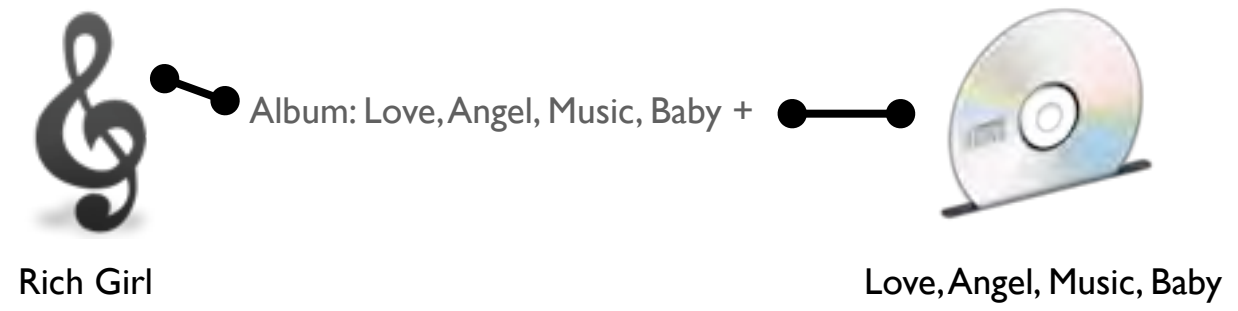 Album: Love, Angel, Music, Baby +
Rich Girl
Love, Angel, Music, Baby